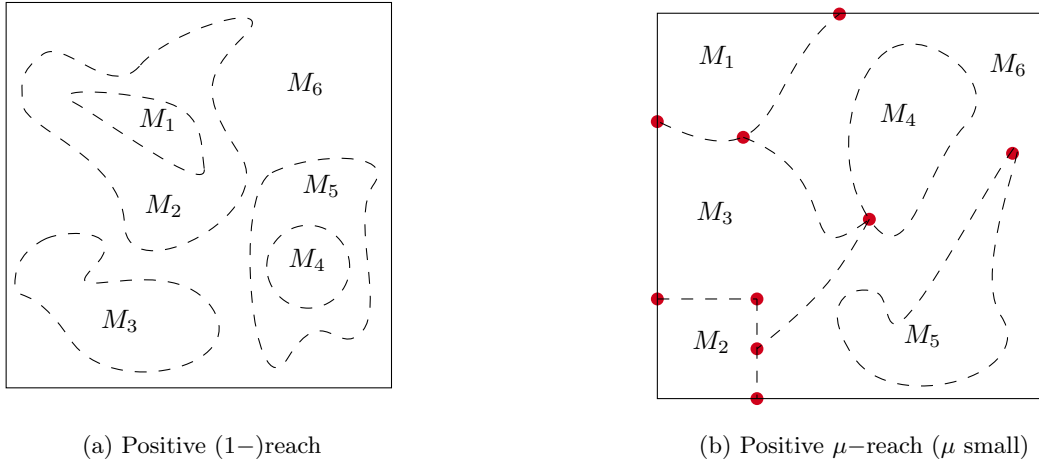 M₆
M₁
M₅
M₂
M₄
M₃
(a) Positive (1−)reach
M₁
M₆
M₄
M₃
M₂
M₅
(b) Positive μ−reach (μ small)